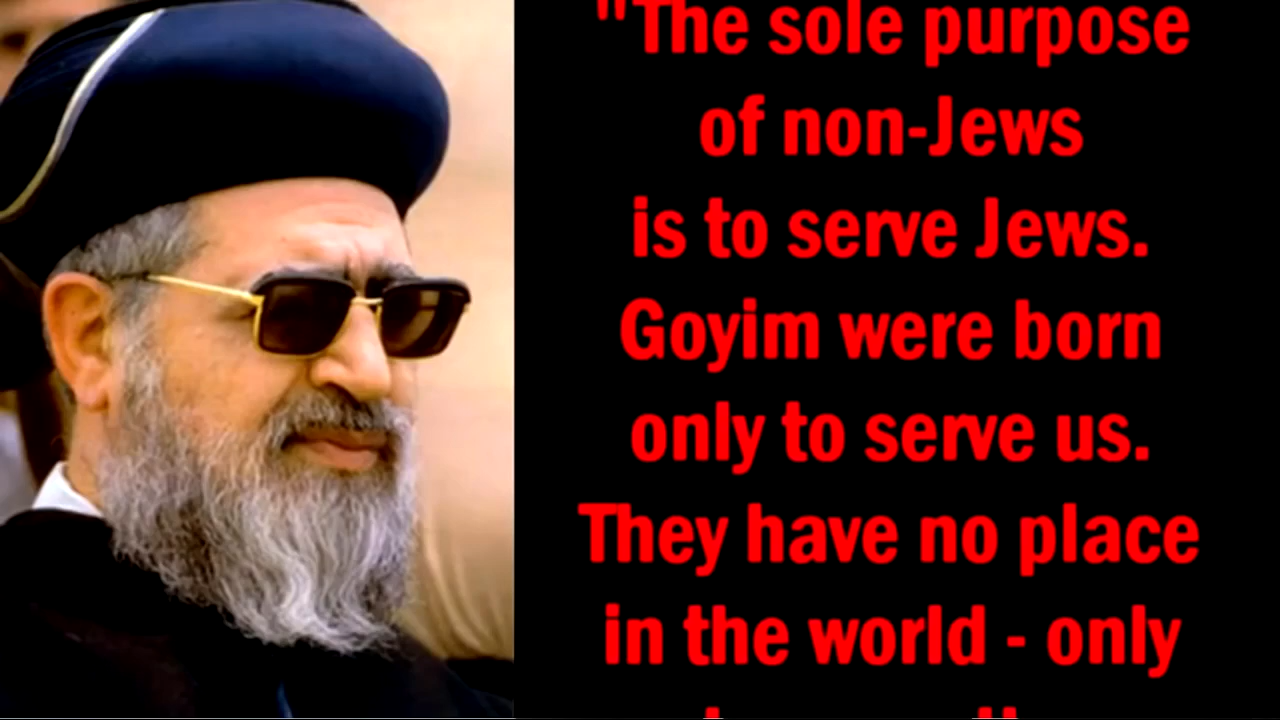 "The sole purpose
of non-Jews
is to serve Jews.
Goyim were born
only to serve us.
They have no place
in the world - only